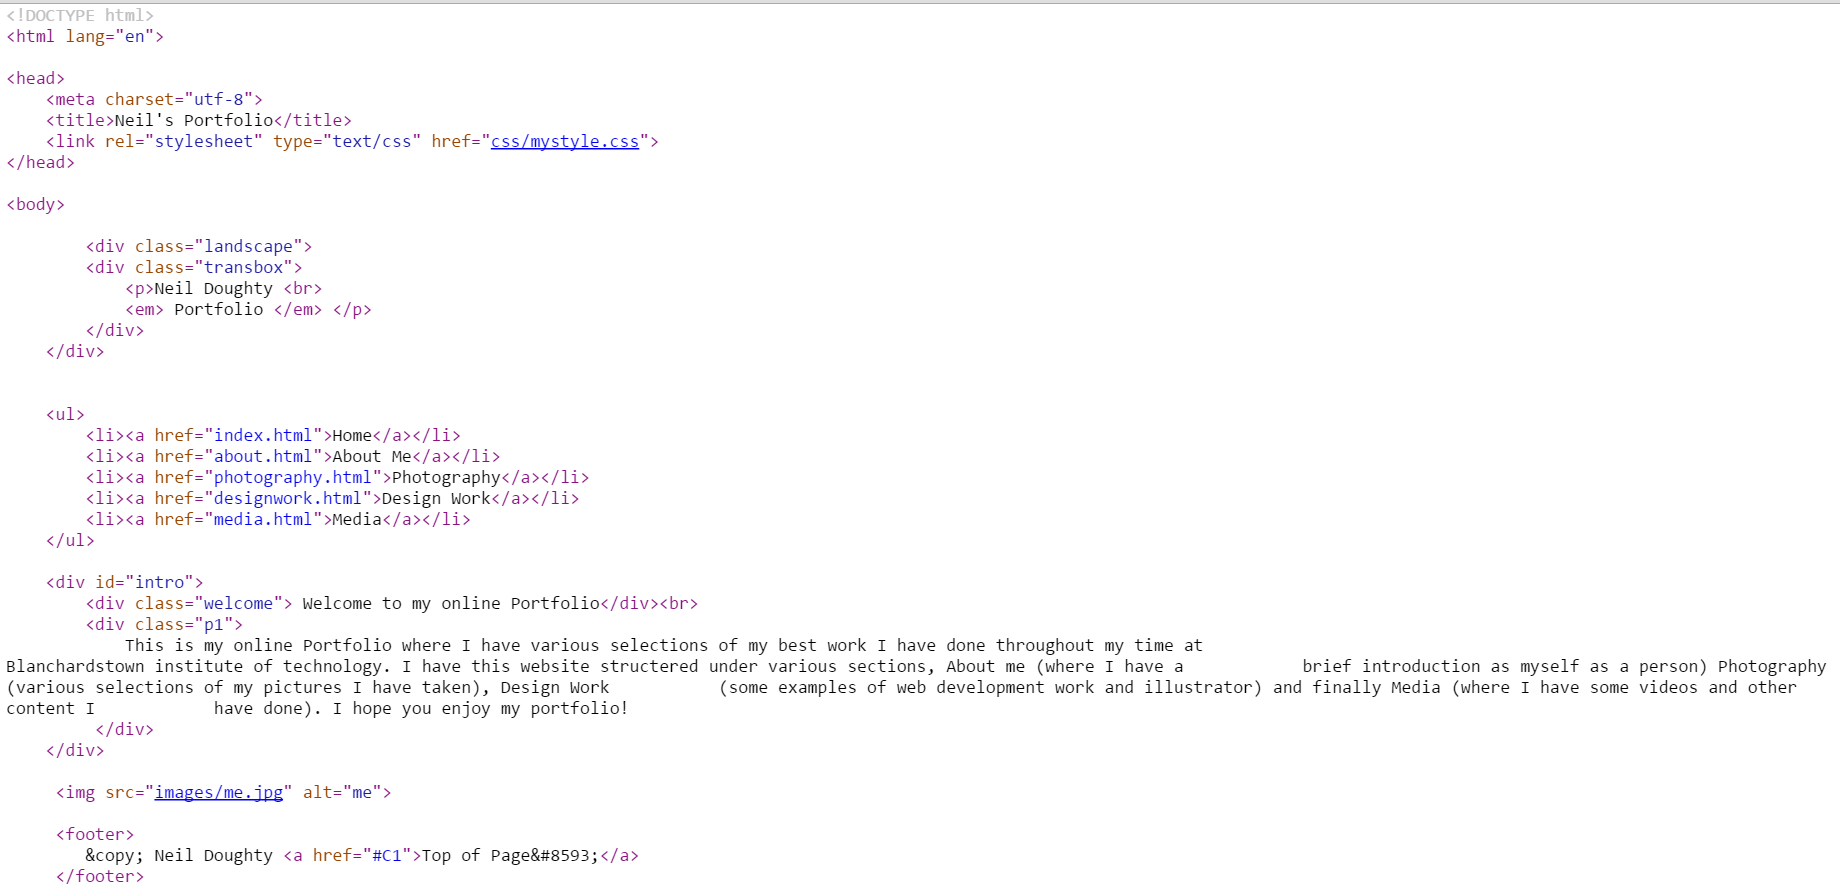 <!DOCTYPE html>
<html lang="en">
<head>
<meta charset="utf-8">
<title>Neil's Portfolio</title>
<link rel="stylesheet" type="text/css" href="css/mystyle.css">
</head>
<body>
<div class="landscape">
<div class="transbox">
<p>Neil Doughty <br>
<em> Portfolio </em> </p>
</div>
</div>
<ul>
<li><a href="index.html">Home</a></li>
<li><a href="about.html">About Me</a></li>
<li><a href="photography.html">Photography</a></li>
<li><a href="designwork.html">Design Work</a></li>
<li><a href="media.html">Media</a></li>
</ul>
<div id="intro">
<div class="welcome"> Welcome to my online Portfolio</div><br>
<div class="p1">
This is my online Portfolio where I have various selections of my best work I have done throughout my time at
Blanchardstown institute of technology. I have this website structered under various sections, About me (where I have a brief introduction as myself as a person) Photography
(various selections of my pictures I have taken), Design Work (some examples of web development work and illustrator) and finally Media (where I have some videos and other
content I have done). I hope you enjoy my portfolio!
</div>
</div>
<img src="images/me.jpg" alt="me">
<footer>
&copy; Neil Doughty <a href="#C1">Top of Page&#8593;</a>
</footer>